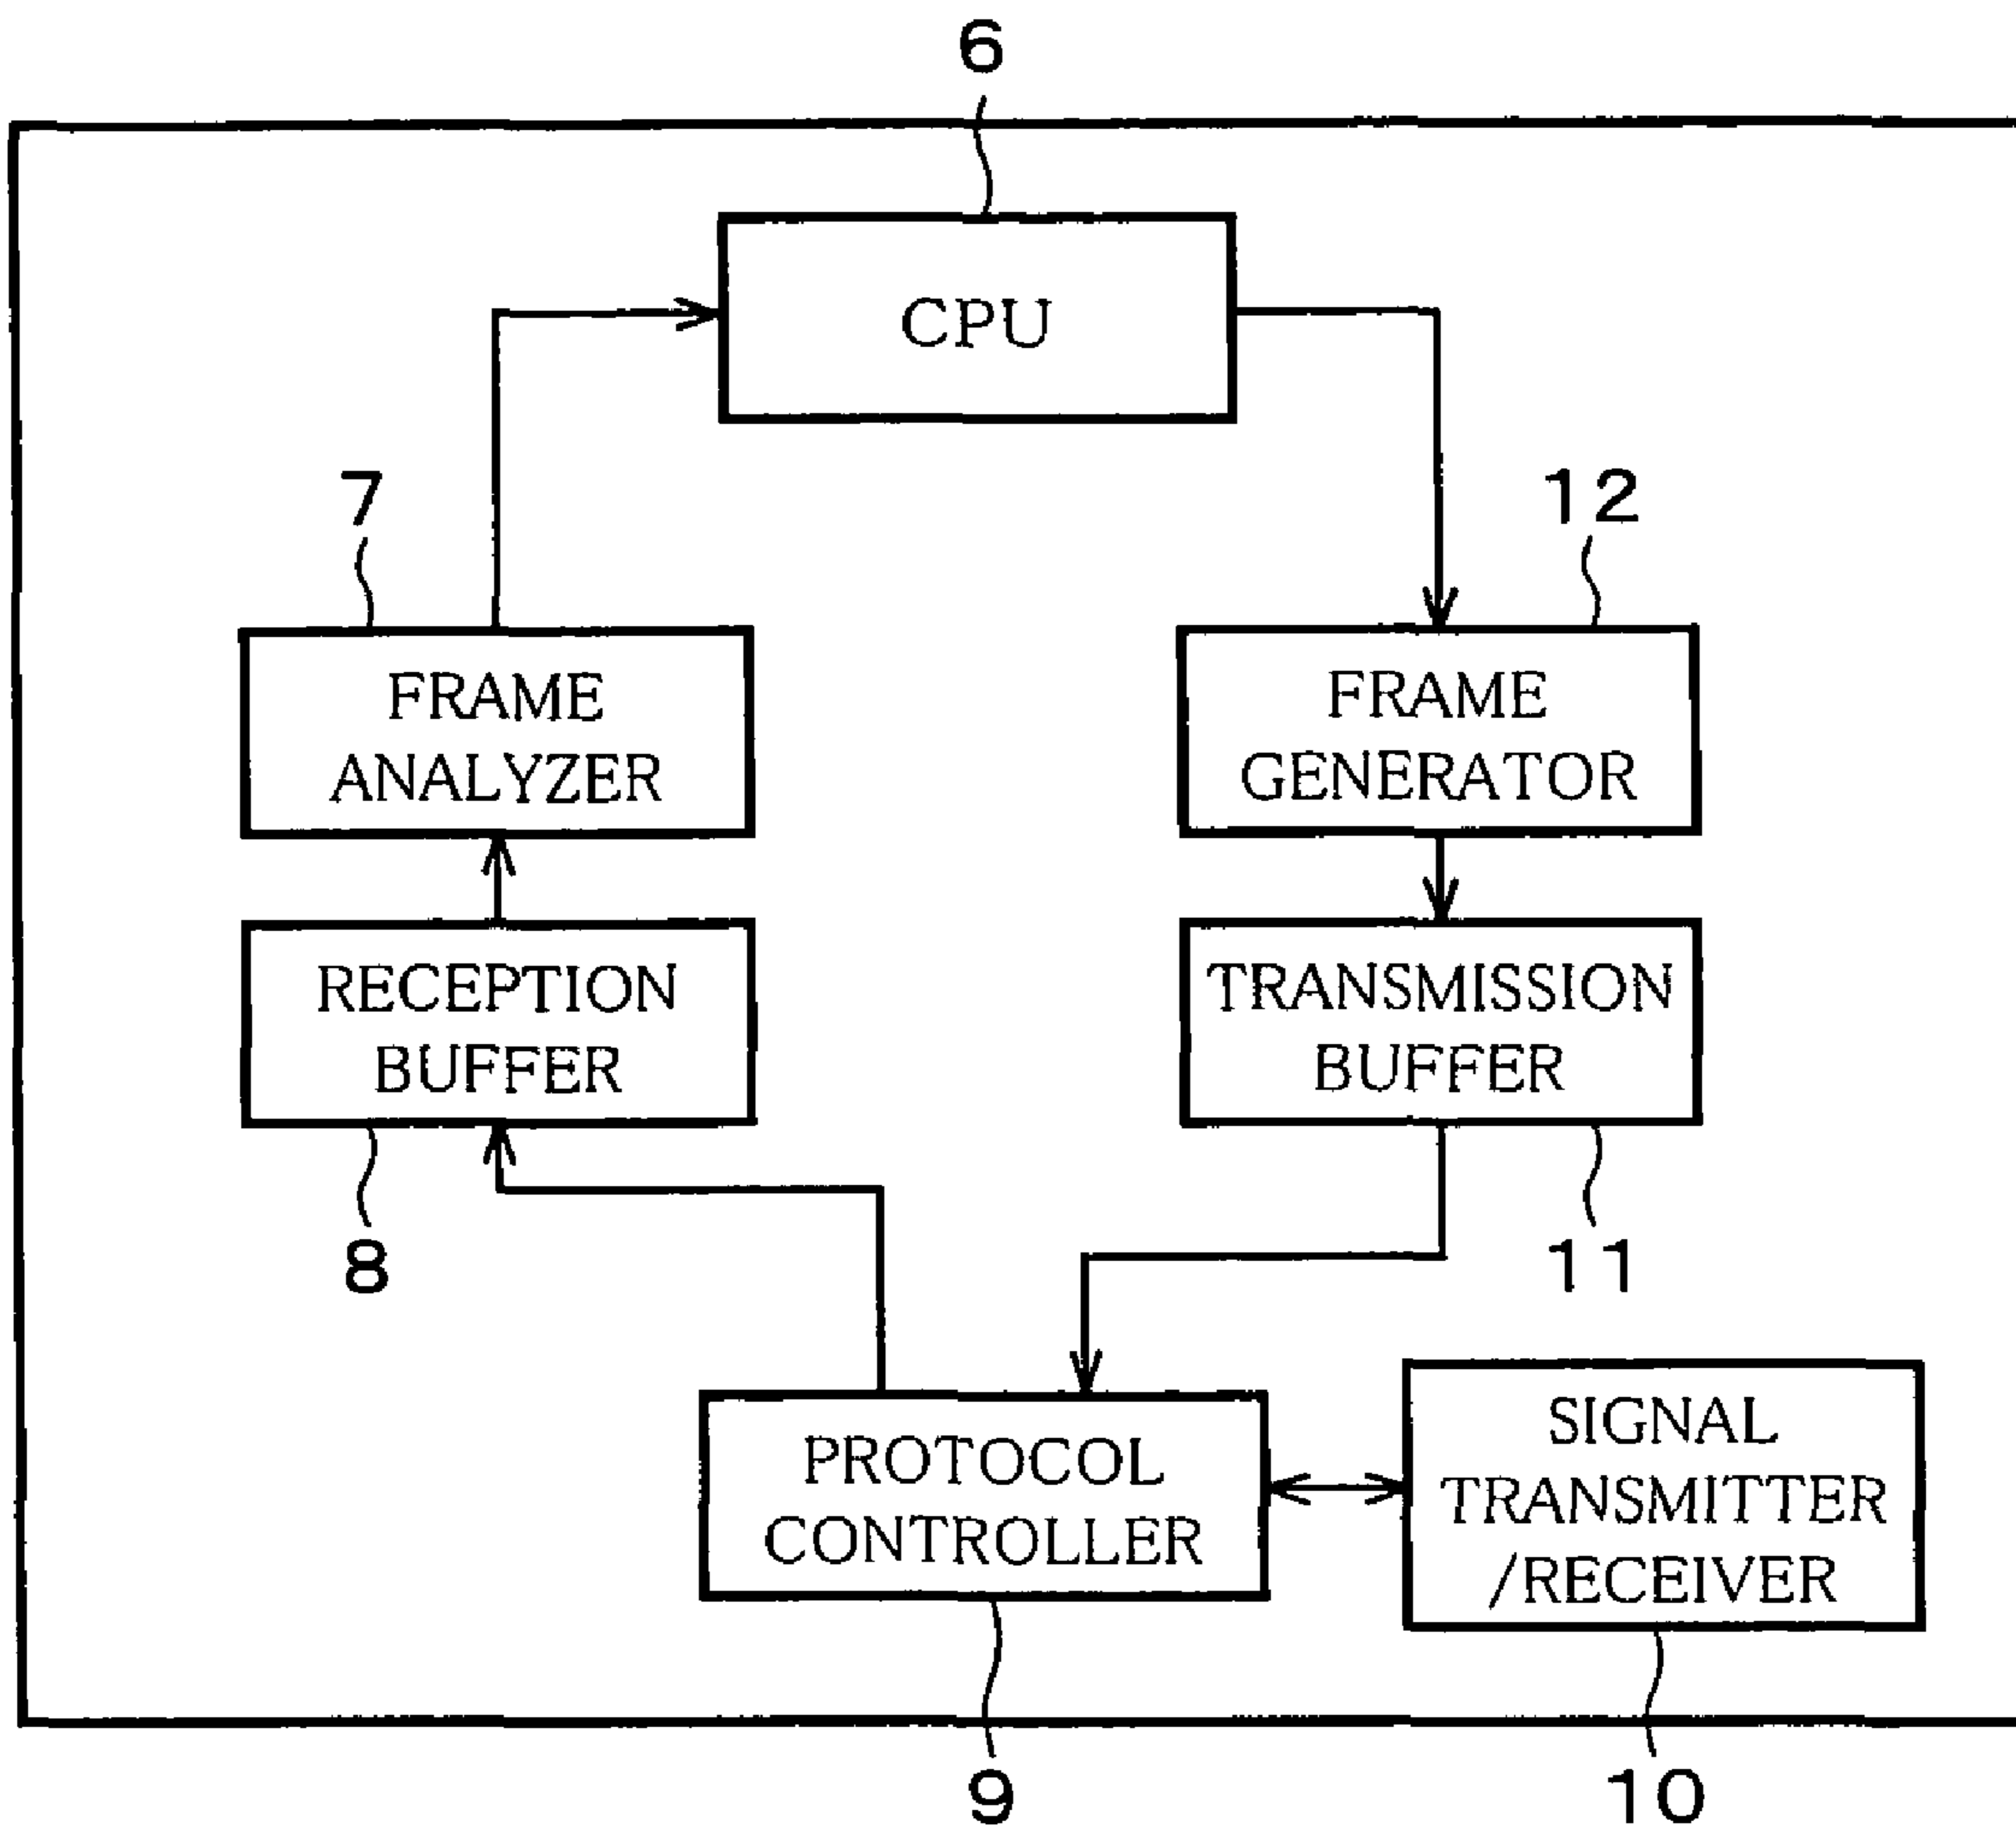 6
CPU
7
12
FRAME
ANALYZER
FRAME
GENERATOR
RECEPTION
BUFFER
TRANSMISSION
BUFFER
8
11
PROTOCOL
CONTROLLER
SIGNAL
TRANSMITTER
/RECEIVER
9
10